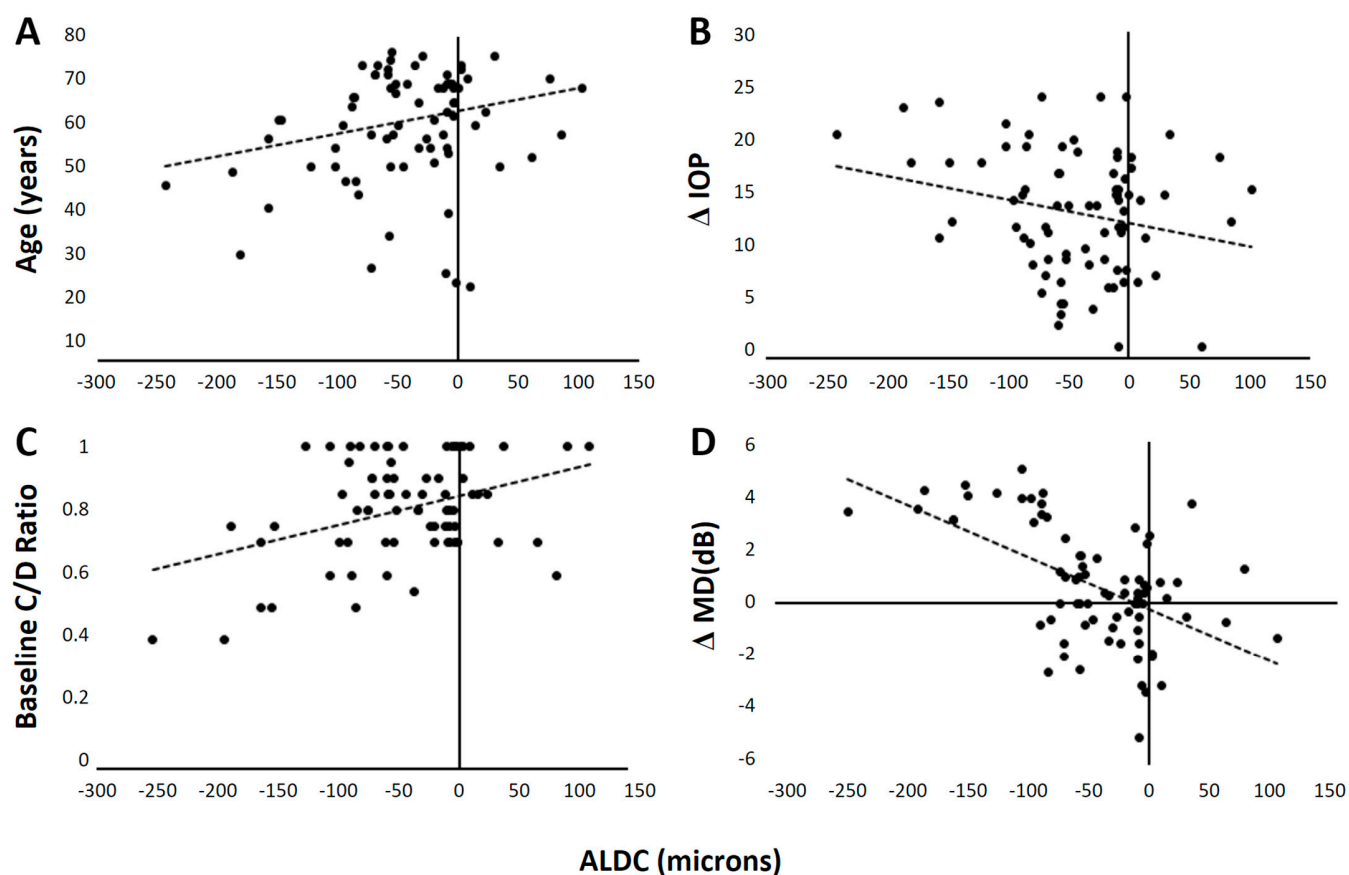 A
80
70
60
50
40
30
20
10
Age (years)
-300 -250 -200 -150 -100 -50 0 50 100 150
B
30
25
20
15
10
5
0
Δ IOP
-300 -250 -200 -150 -100 -50 0 50 100 150
C
1
0.8
0.6
0.4
0.2
0
Baseline C/D Ratio
-300 -250 -200 -150 -100 -50 0 50 100 150
D
6
4
2
0
-2
-4
-6
Δ MD(dB)
-300 -250 -200 -150 -100 -50 0 50 100 150
ALDC (microns)